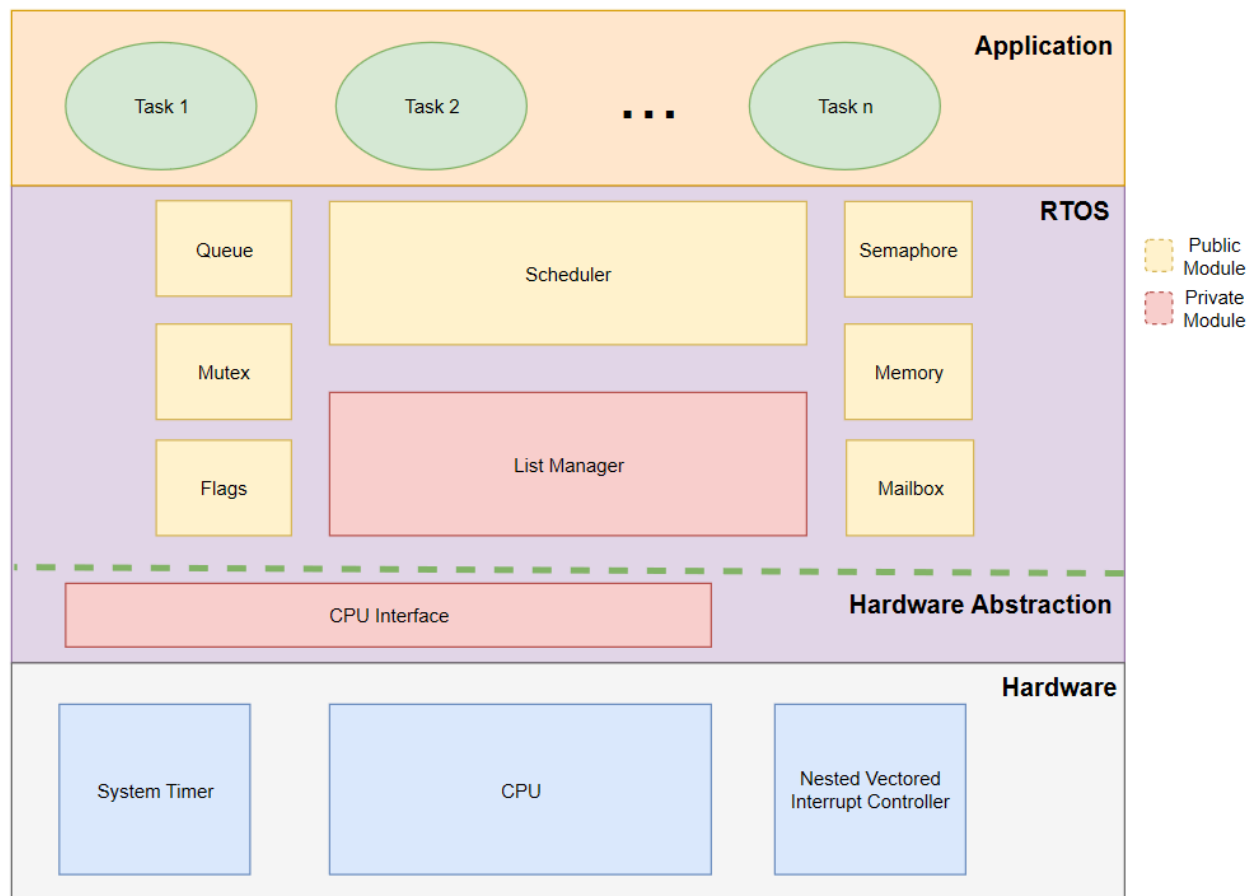 Application
Task 1
Task 2
...
Task n
RTOS
Queue
Scheduler
Semaphore
Public
Module
Private
Module
Mutex
Memory
List Manager
Flags
Mailbox
CPU Interface
Hardware Abstraction
Hardware
System Timer
CPU
Nested Vectored
Interrupt Controller